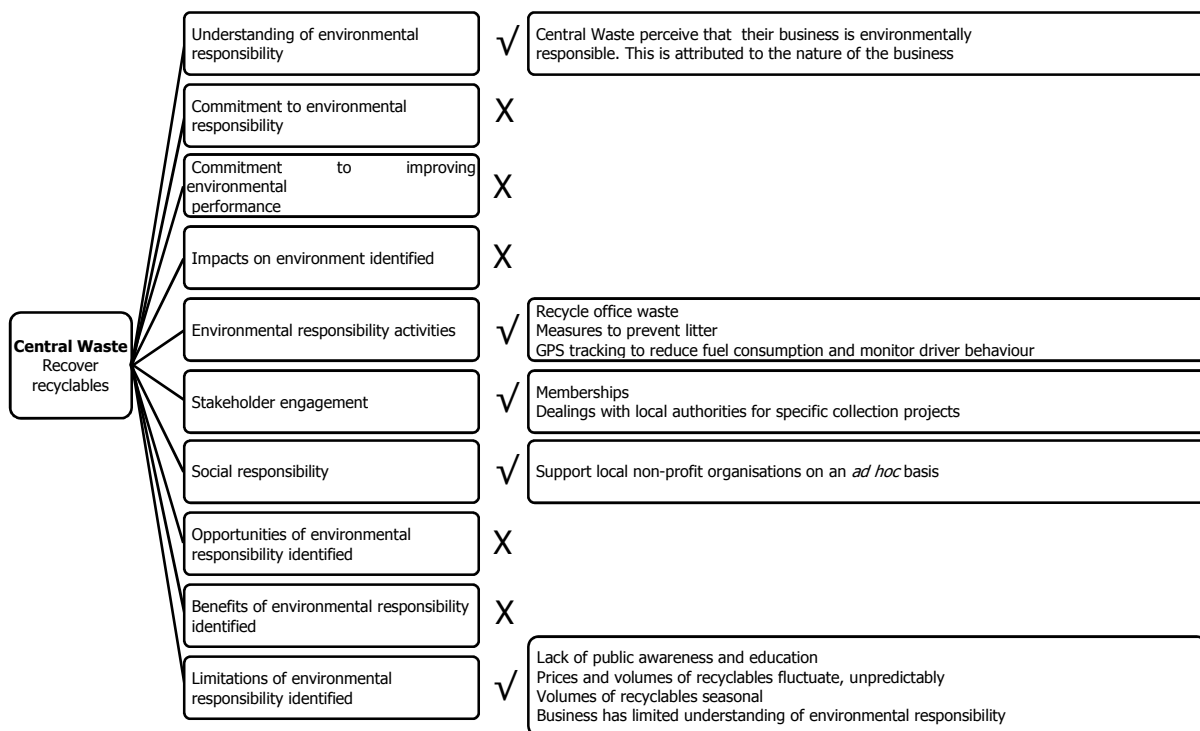 Understanding of environmental
responsibility
√
Central Waste perceive that their business is environmentally
responsible. This is attributed to the nature of the business
Commitment to environmental
responsibility
X
Commitment to improving
environmental
performance
X
Impacts on environment identified
X
Central Waste
Recover
recyclables
Environmental responsibility activities
√
Recycle office waste
Measures to prevent litter
GPS tracking to reduce fuel consumption and monitor driver behaviour
Stakeholder engagement
√
Memberships
Dealings with local authorities for specific collection projects
Social responsibility
√
Support local non-profit organisations on an ad hoc basis
Opportunities of environmental
responsibility identified
X
Benefits of environmental responsibility
identified
X
Limitations of environmental
responsibility identified
√
Lack of public awareness and education
Prices and volumes of recyclables fluctuate, unpredictably
Volumes of recyclables seasonal
Business has limited understanding of environmental responsibility